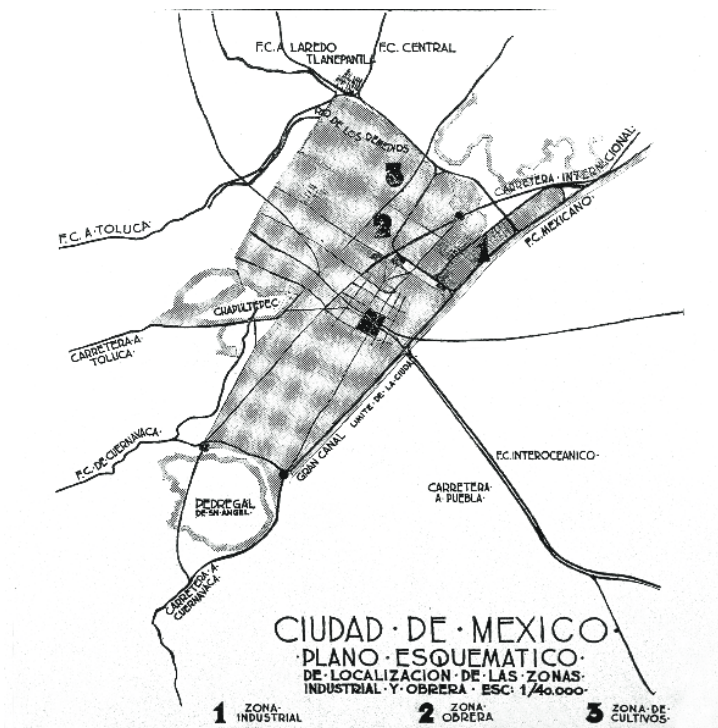 F.C. A LAREDO
F.C. CENTRAL
TLANEPANTLA
RIO DE LOS REMEDIOS
3
CARRETERA · INTERNACIONAL·
2
F.C. A · TOLUCA·
F.C. MEXICANO·
1
CHAPULTEPEC
CARRETERA · A·
TOLUCA·
LIMITE · DE · LA · CIUDAD
GRAN CANAL
F.C. DE CUERNAVACA·
F.C. INTEROCEANICO·
CARRETERA·
A PUEBLA·
PEDREGAL
DE · SN · ANGEL·
CARRETERA · A·
CUERNAVACA·
CIUDAD · DE · MEXICO·
·PLANO · ESQUEMATICO·
DE · LOCALIZACION · DE · LAS · ZONAS·
INDUSTRIAL · Y · OBRERA · ESC: 1/40.000·
1 ZONA· INDUSTRIAL
2 ZONA· OBRERA
3 ZONA · DE · CULTIVOS·